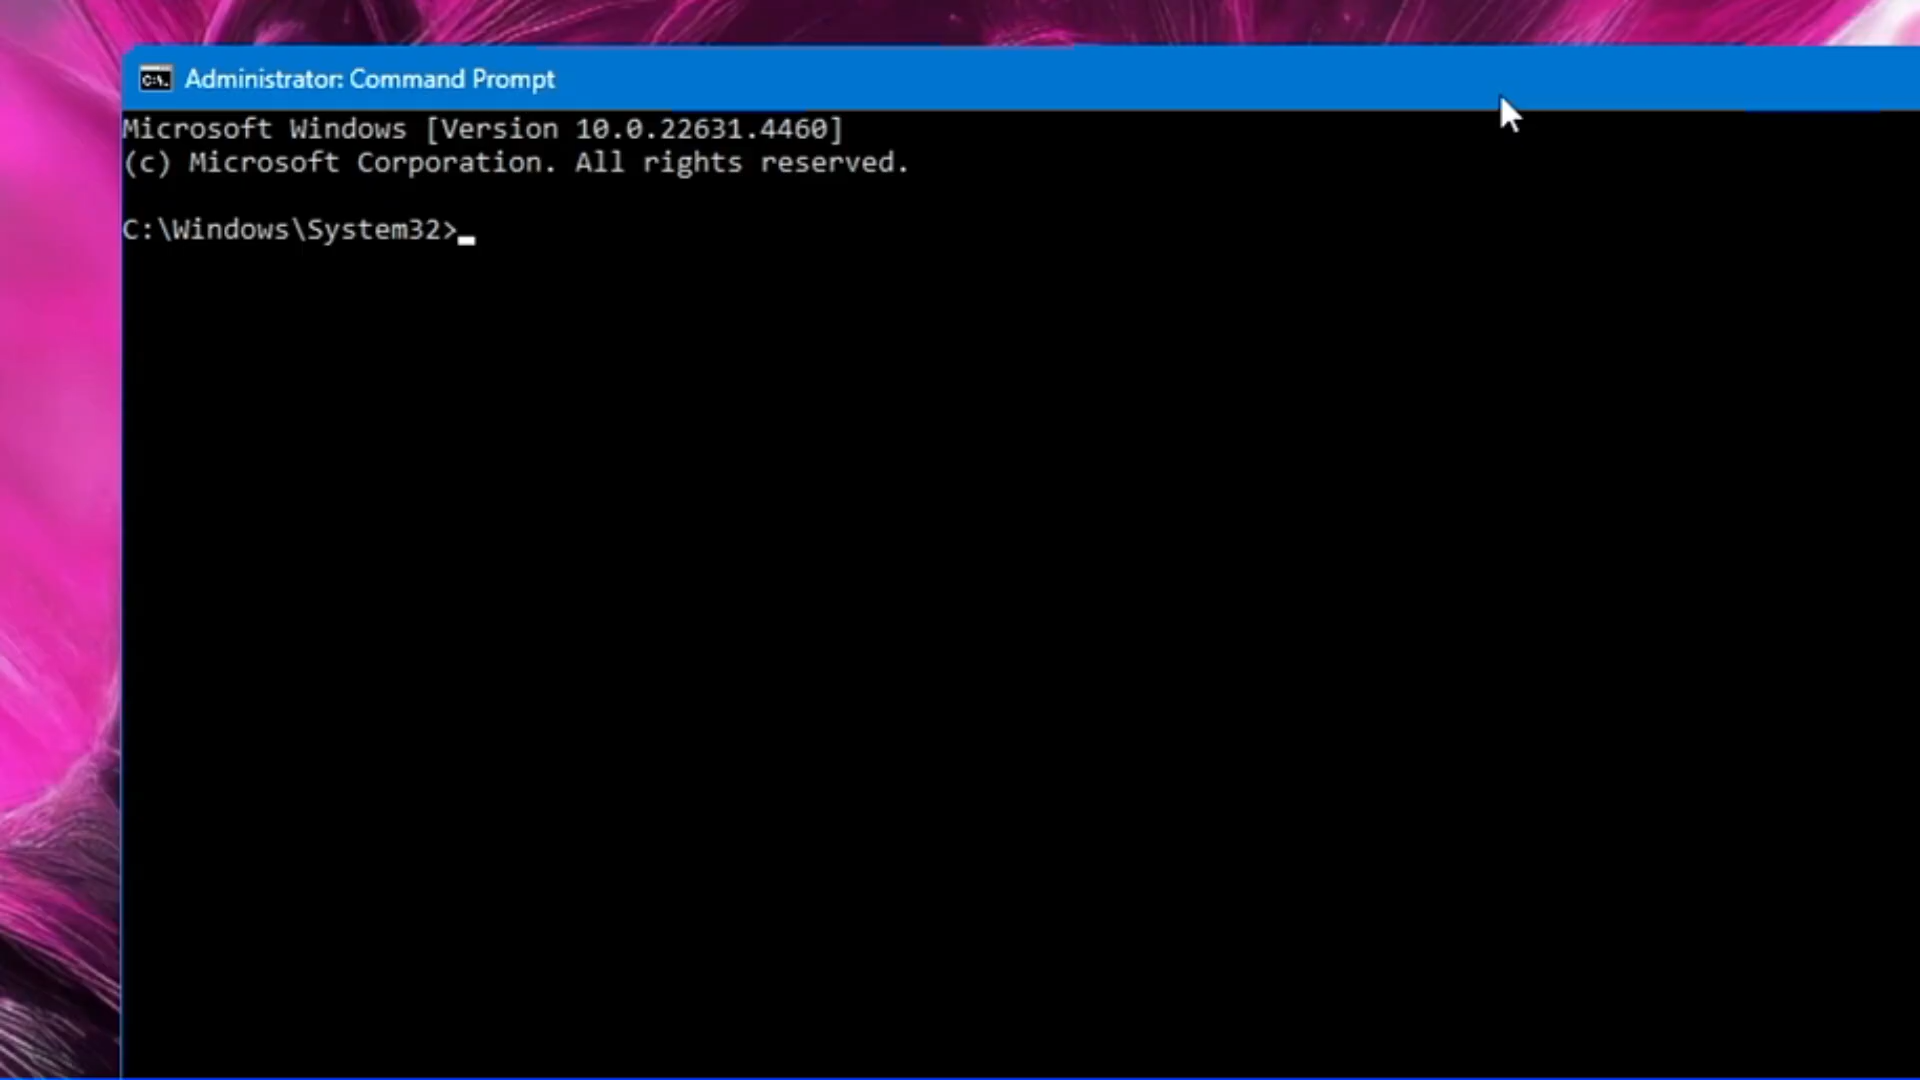 Administrator: Command Prompt
Microsoft Windows [Version 10.0.22631.4460]
(c) Microsoft Corporation. All rights reserved.
C:\Windows\System32>